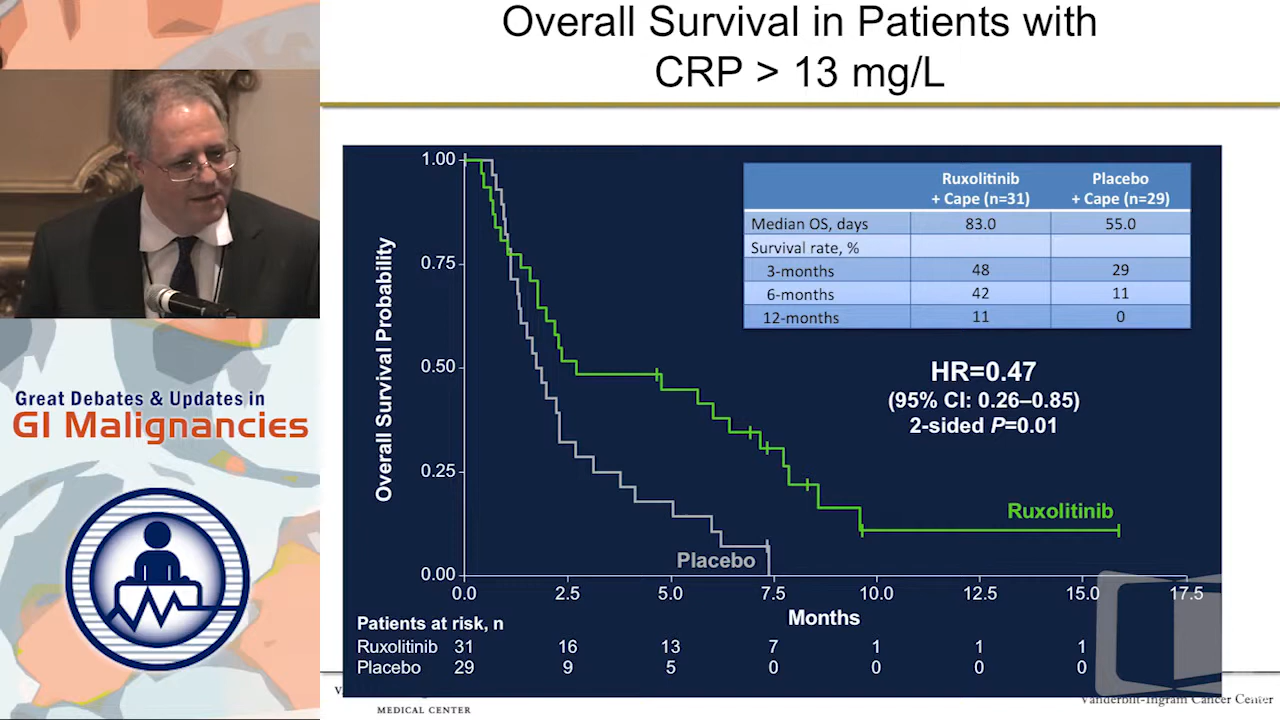 Overall Survival in Patients with
CRP > 13 mg/L
Great Debates & Updates in
GI Malignancies
Ruxolitinib + Cape (n=31) Placebo + Cape (n=29)
Median OS, days 83.0 55.0
Survival rate, %
3-months 48 29
6-months 42 11
12-months 11 0
HR=0.47
(95% CI: 0.26–0.85)
2-sided P=0.01
Overall Survival Probability
1.00
0.75
0.50
0.25
0.00
Ruxolitinib
Placebo
0.0 2.5 5.0 7.5 10.0 12.5 15.0 17.5
Months
Patients at risk, n
Ruxolitinib 31 16 13 7 1 1 1
Placebo 29 9 5 0 0 0 0
MEDICAL CENTER
Vanderbilt-Ingram Cancer Center